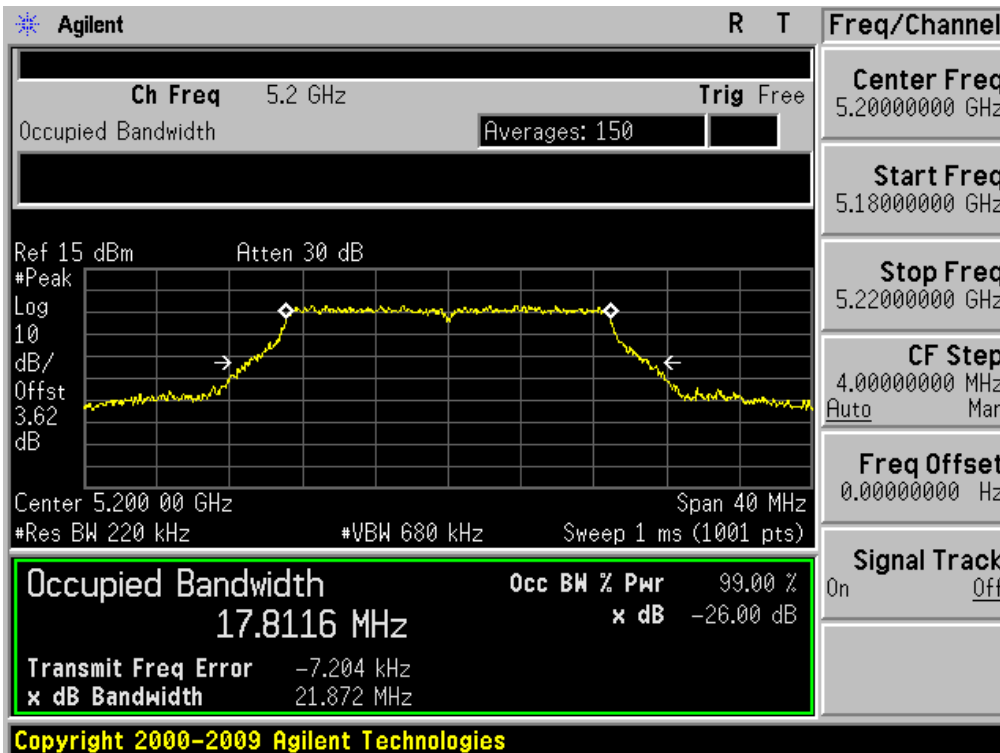 Agilent R T
Freq/Channel
Ch Freq 5.2 GHz Trig Free
Occupied Bandwidth Averages: 150
Ref 15 dBm Atten 30 dB
#Peak
Log
10
dB/
Offst
3.62
dB
Center 5.200 00 GHz Span 40 MHz
#Res BW 220 kHz #VBW 680 kHz Sweep 1 ms (1001 pts)
Occupied Bandwidth Occ BW % Pwr 99.00 %
17.8116 MHz x dB -26.00 dB
Transmit Freq Error -7.204 kHz
x dB Bandwidth 21.872 MHz
Center Freq
5.20000000 GHz
Start Freq
5.18000000 GHz
Stop Freq
5.22000000 GHz
CF Step
4.00000000 MHz
Auto Man
Freq Offset
0.00000000 Hz
Signal Track
On Off
Copyright 2000-2009 Agilent Technologies